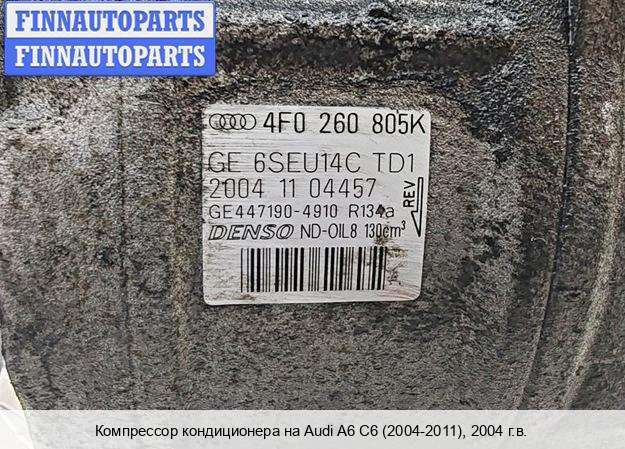 FINNAUTOPARTS
FINNAUTOPARTS
4F0 260 805K
GE 6SEU14C TD1
2004 11 04457
REV
GE447190-4910 R134a
DENSO ND-OIL8 130cm³
Компрессор кондиционера на Audi A6 C6 (2004-2011), 2004 г.в.